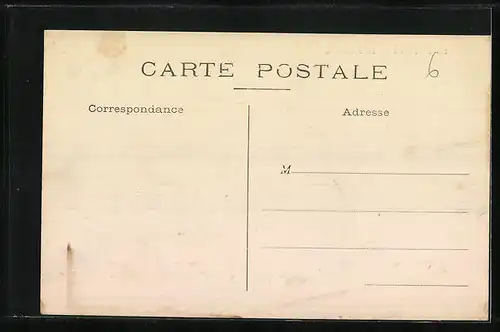 CARTE POSTALE
6
Correspondance
Adresse
M